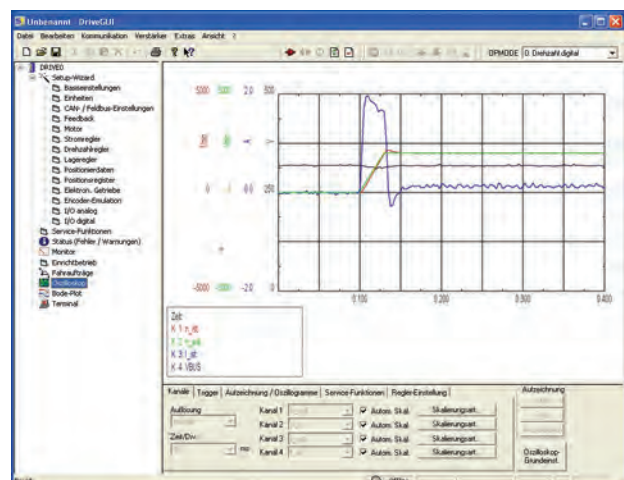 Unbenannt - DriveGUI
Datei Bearbeiten Kommunikation Verstärker Extras Ansicht ?
OPMODE 0: Drehzahl digital
DRIVE0
Setup-Wizard
Basiseinstellungen
Einheiten
CAN- / Feldbus-Einstellungen
Feedback
Motor
Stromregler
Drehzahlregler
Lageregler
Positionierdaten
Positionsregister
Elektron. Getriebe
Encoder-Emulation
I/O analog
I/O digital
Service-Funktionen
Status (Fehler / Warnungen)
Monitor
Einrichtbetrieb
Fahraufträge
Oszilloskop
Bode-Plot
Terminal
5000 5000 2.0 500
A V
0 0.0 250
-5000 -5000 -2.0 0
0.100 0.200 0.300 0.400
Zeit
K 1: n_ist
K 2: n_soll
K 3: I_ist
K 4: VBUS
Kanäle Trigger Aufzeichnung / Oszillogramme Service-Funktionen Regler-Einstellung
Aufzeichnung
Auflösung
Kanal 1 Autom. Skal. Skalierungsart...
Kanal 2 Autom. Skal. Skalierungsart...
Zeit/Div.
ms
Kanal 3 Autom. Skal. Skalierungsart...
Kanal 4 Autom. Skal. Skalierungsart...
Oszilloskop-
Grundeinst.